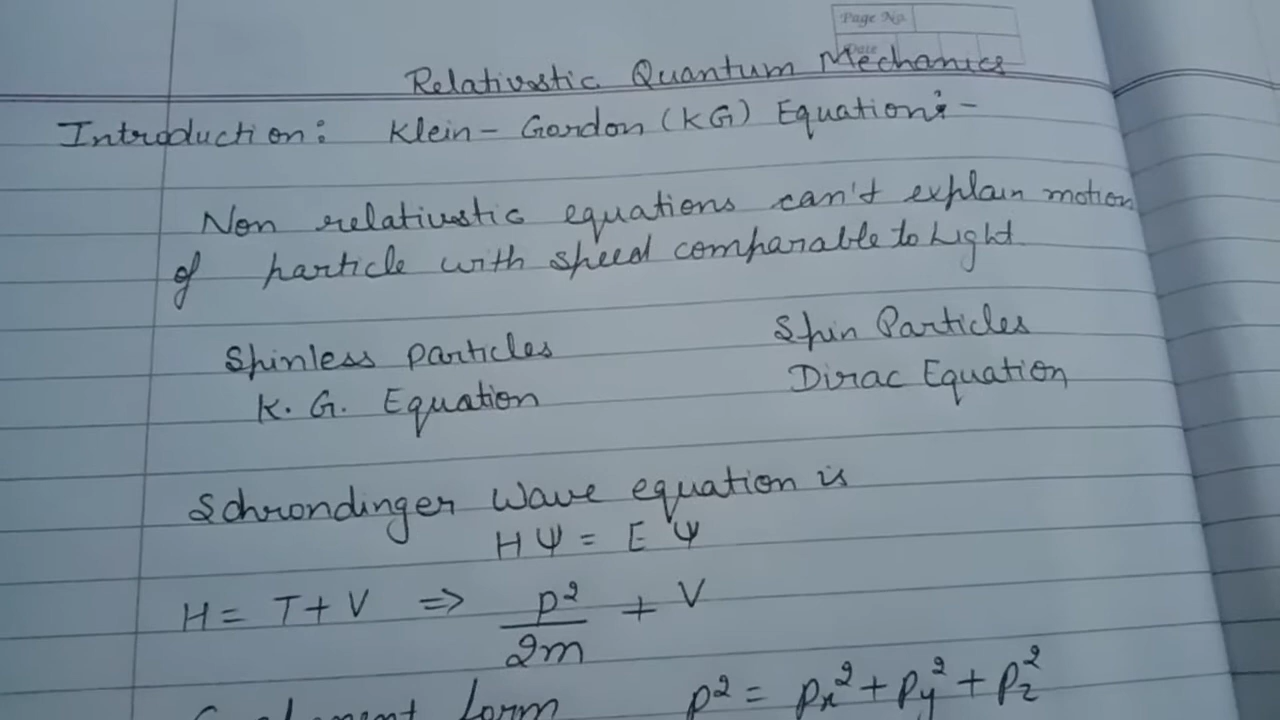 Page No.
Date
Relativistic Quantum Mechanics
Introduction: Klein - Gordon (KG) Equation:-
Non relativistic equations can't explain motion
of particle with speed comparable to Light
Spinless Particles
K. G. Equation
Spin Particles
Dirac Equation
Schrondinger Wave equation is
HΨ = EΨ
H = T + V ⇒ p²/2m + V
form p² = px² + py² + pz²